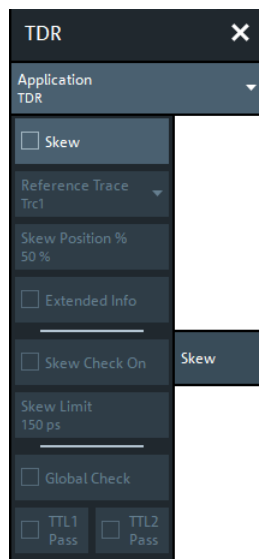 TDR
Application
TDR
Skew
Reference Trace
Trc1
Skew Position %
50 %
Extended Info
Skew Check On
Skew
Skew Limit
150 ps
Global Check
TTL1
Pass
TTL2
Pass